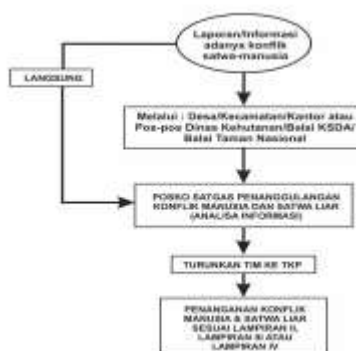 Laporan/Informasi
adanya konflik
satwa-manusia
LANGSUNG
Melalui : Desa/Kecamatan/Kantor atau
Pos-pos Dinas Kehutanan/Balai KSDA/
Balai Taman Nasional
POSKO SATGAS PENANGGULANGAN
KONFLIK MANUSIA DAN SATWA LIAR
(ANALISA INFORMASI)
TURUNKAN TIM KE TKP
PENANGANAN KONFLIK
MANUSIA & SATWA LIAR
SESUAI LAMPIRAN II,
LAMPIRAN III ATAU
LAMPIRAN IV